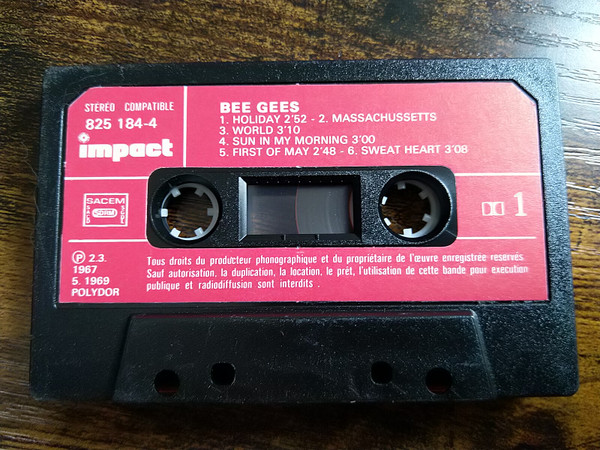 STÉRÉO COMPATIBLE
825 184-4
impact
BEE GEES
1. HOLIDAY 2'52 - 2. MASSACHUSSETTS
3. WORLD 3'10
4. SUN IN MY MORNING 3'00
5. FIRST OF MAY 2'48 - 6. SWEAT HEART 3'08
SACEM
SDRM
1
Ⓟ 2.3.
1967
5. 1969
POLYDOR
Tous droits du producteur phonographique et du propriétaire de l'œuvre enregistrée reservés.
Sauf autorisation, la duplication, la location, le prêt, l'utilisation de cette bande pour execution
publique et radiodiffusion sont interdits .